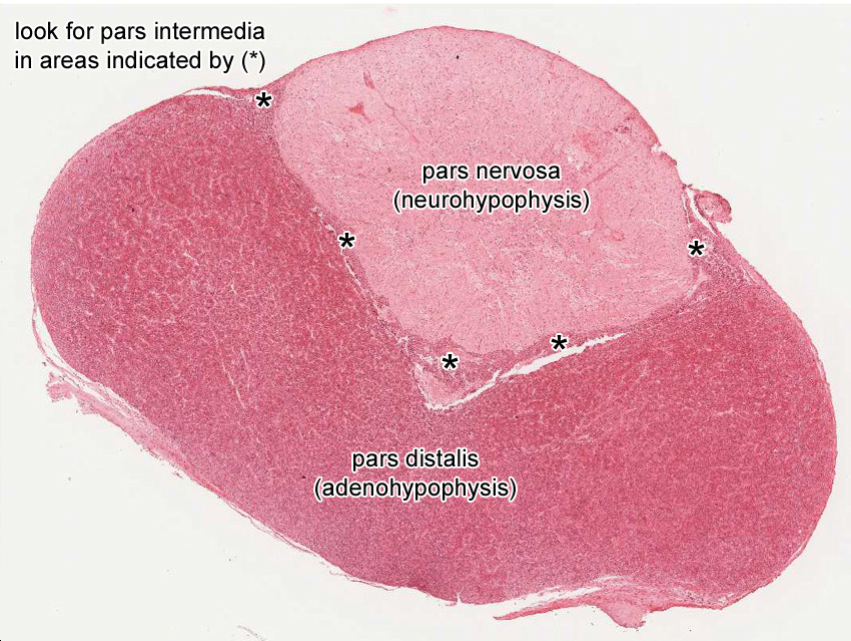 look for pars intermedia
in areas indicated by (*)
*
pars nervosa
(neurohypophysis)
*
*
*
*
pars distalis
(adenohypophysis)